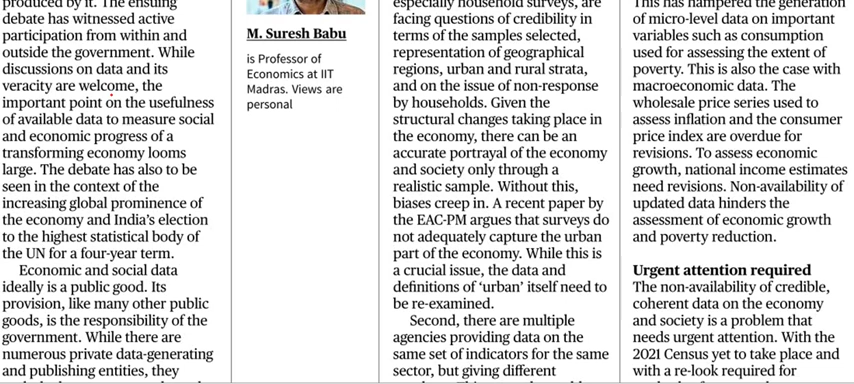 produced by it. The ensuing
debate has witnessed active
participation from within and
outside the government. While
discussions on data and its
veracity are welcome, the
important point on the usefulness
of available data to measure social
and economic progress of a
transforming economy looms
large. The debate has also to be
seen in the context of the
increasing global prominence of
the economy and India's election
to the highest statistical body of
the UN for a four-year term.
Economic and social data
ideally is a public good. Its
provision, like many other public
goods, is the responsibility of the
government. While there are
numerous private data-generating
and publishing entities, they
M. Suresh Babu
is Professor of
Economics at IIT
Madras. Views are
personal
especially household surveys, are
facing questions of credibility in
terms of the samples selected,
representation of geographical
regions, urban and rural strata,
and on the issue of non-response
by households. Given the
structural changes taking place in
the economy, there can be an
accurate portrayal of the economy
and society only through a
realistic sample. Without this,
biases creep in. A recent paper by
the EAC-PM argues that surveys do
not adequately capture the urban
part of the economy. While this is
a crucial issue, the data and
definitions of 'urban' itself need to
be re-examined.
Second, there are multiple
agencies providing data on the
same set of indicators for the same
sector, but giving different
This has hampered the generation
of micro-level data on important
variables such as consumption
used for assessing the extent of
poverty. This is also the case with
macroeconomic data. The
wholesale price series used to
assess inflation and the consumer
price index are overdue for
revisions. To assess economic
growth, national income estimates
need revisions. Non-availability of
updated data hinders the
assessment of economic growth
and poverty reduction.
Urgent attention required
The non-availability of credible,
coherent data on the economy
and society is a problem that
needs urgent attention. With the
2021 Census yet to take place and
with a re-look required for